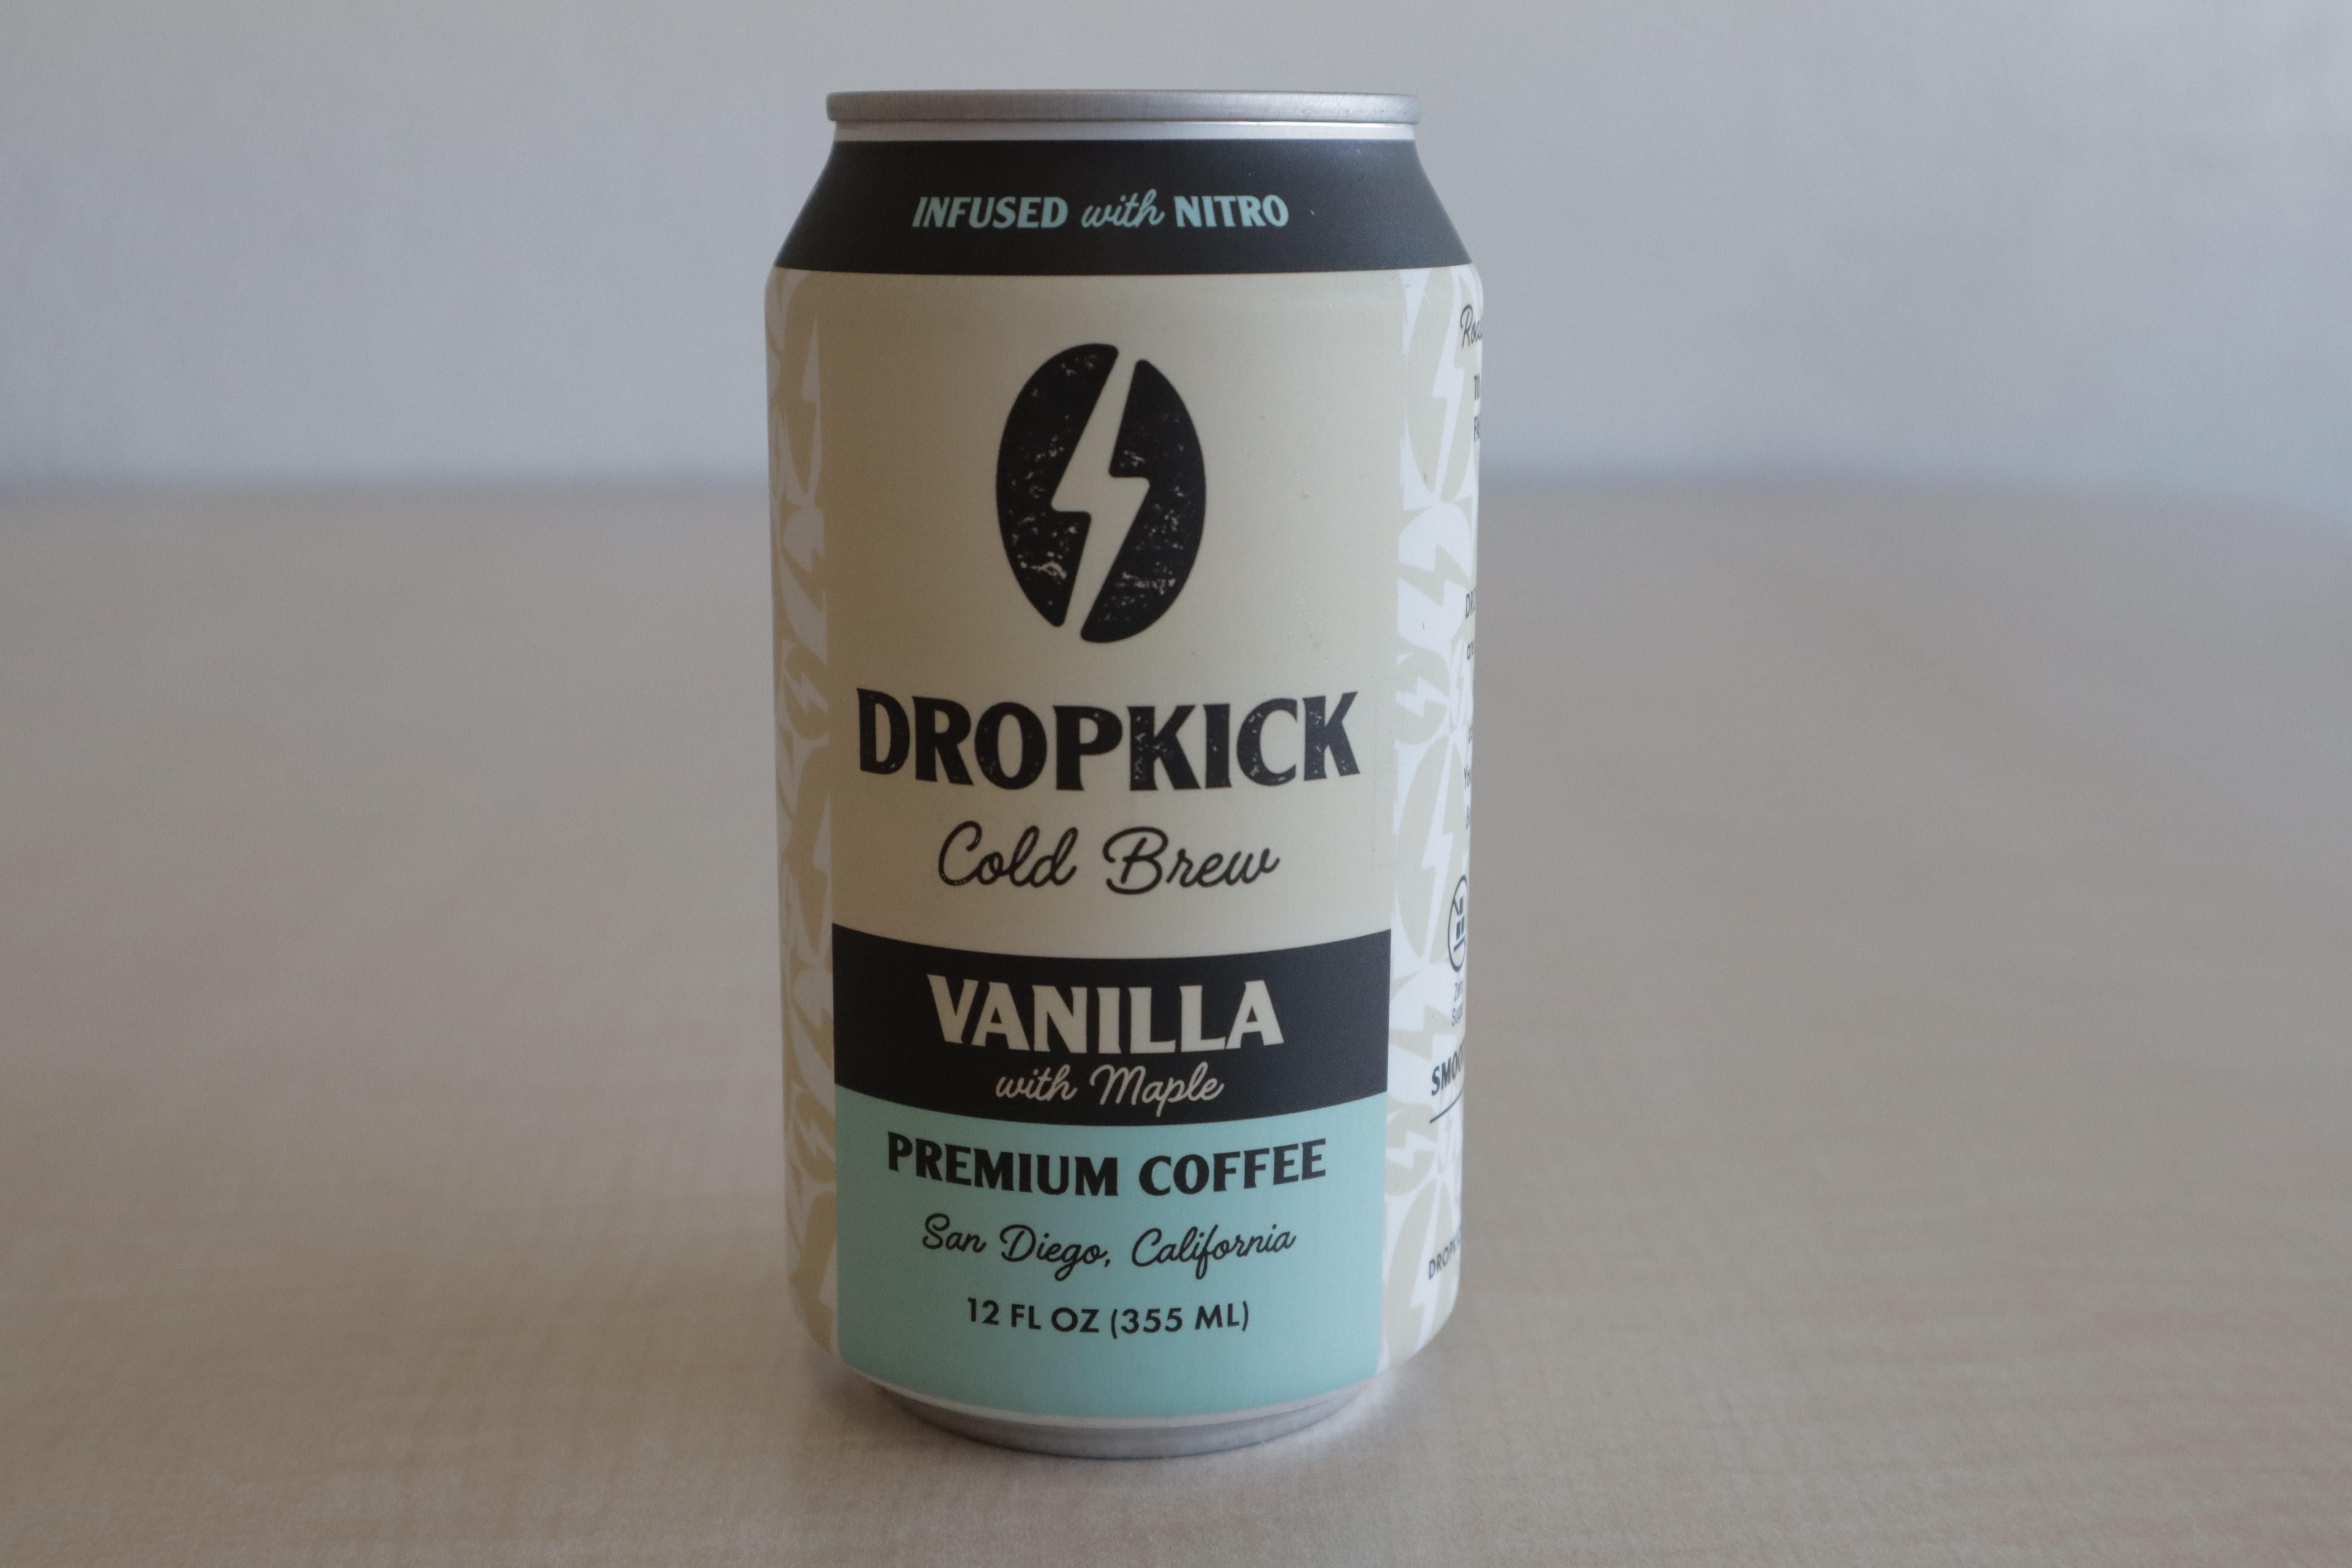 INFUSED with NITRO
DROPKICK
Cold Brew
VANILLA
with Maple
PREMIUM COFFEE
San Diego, California
12 FL OZ (355 ML)